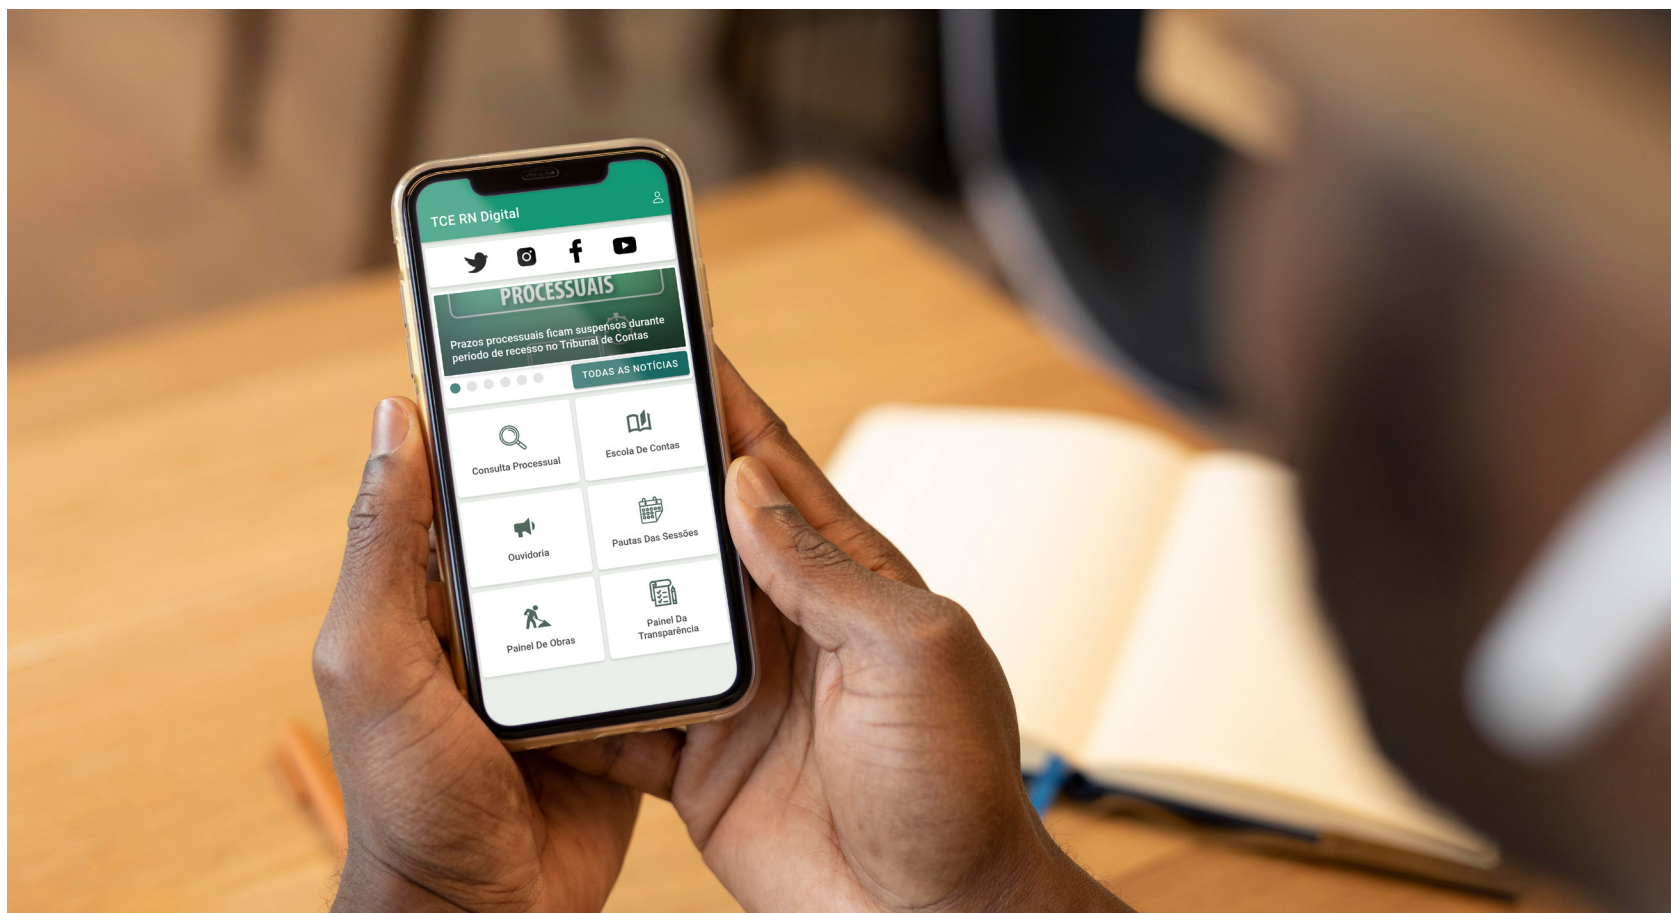 TCE RN Digital
PROCESSUAIS
Prazos processuais ficam suspensos durante
período de recesso no Tribunal de Contas
TODAS AS NOTÍCIAS
Consulta Processual
Escola De Contas
Ouvidoria
Pautas Das Sessões
Painel De Obras
Painel Da
Transparência